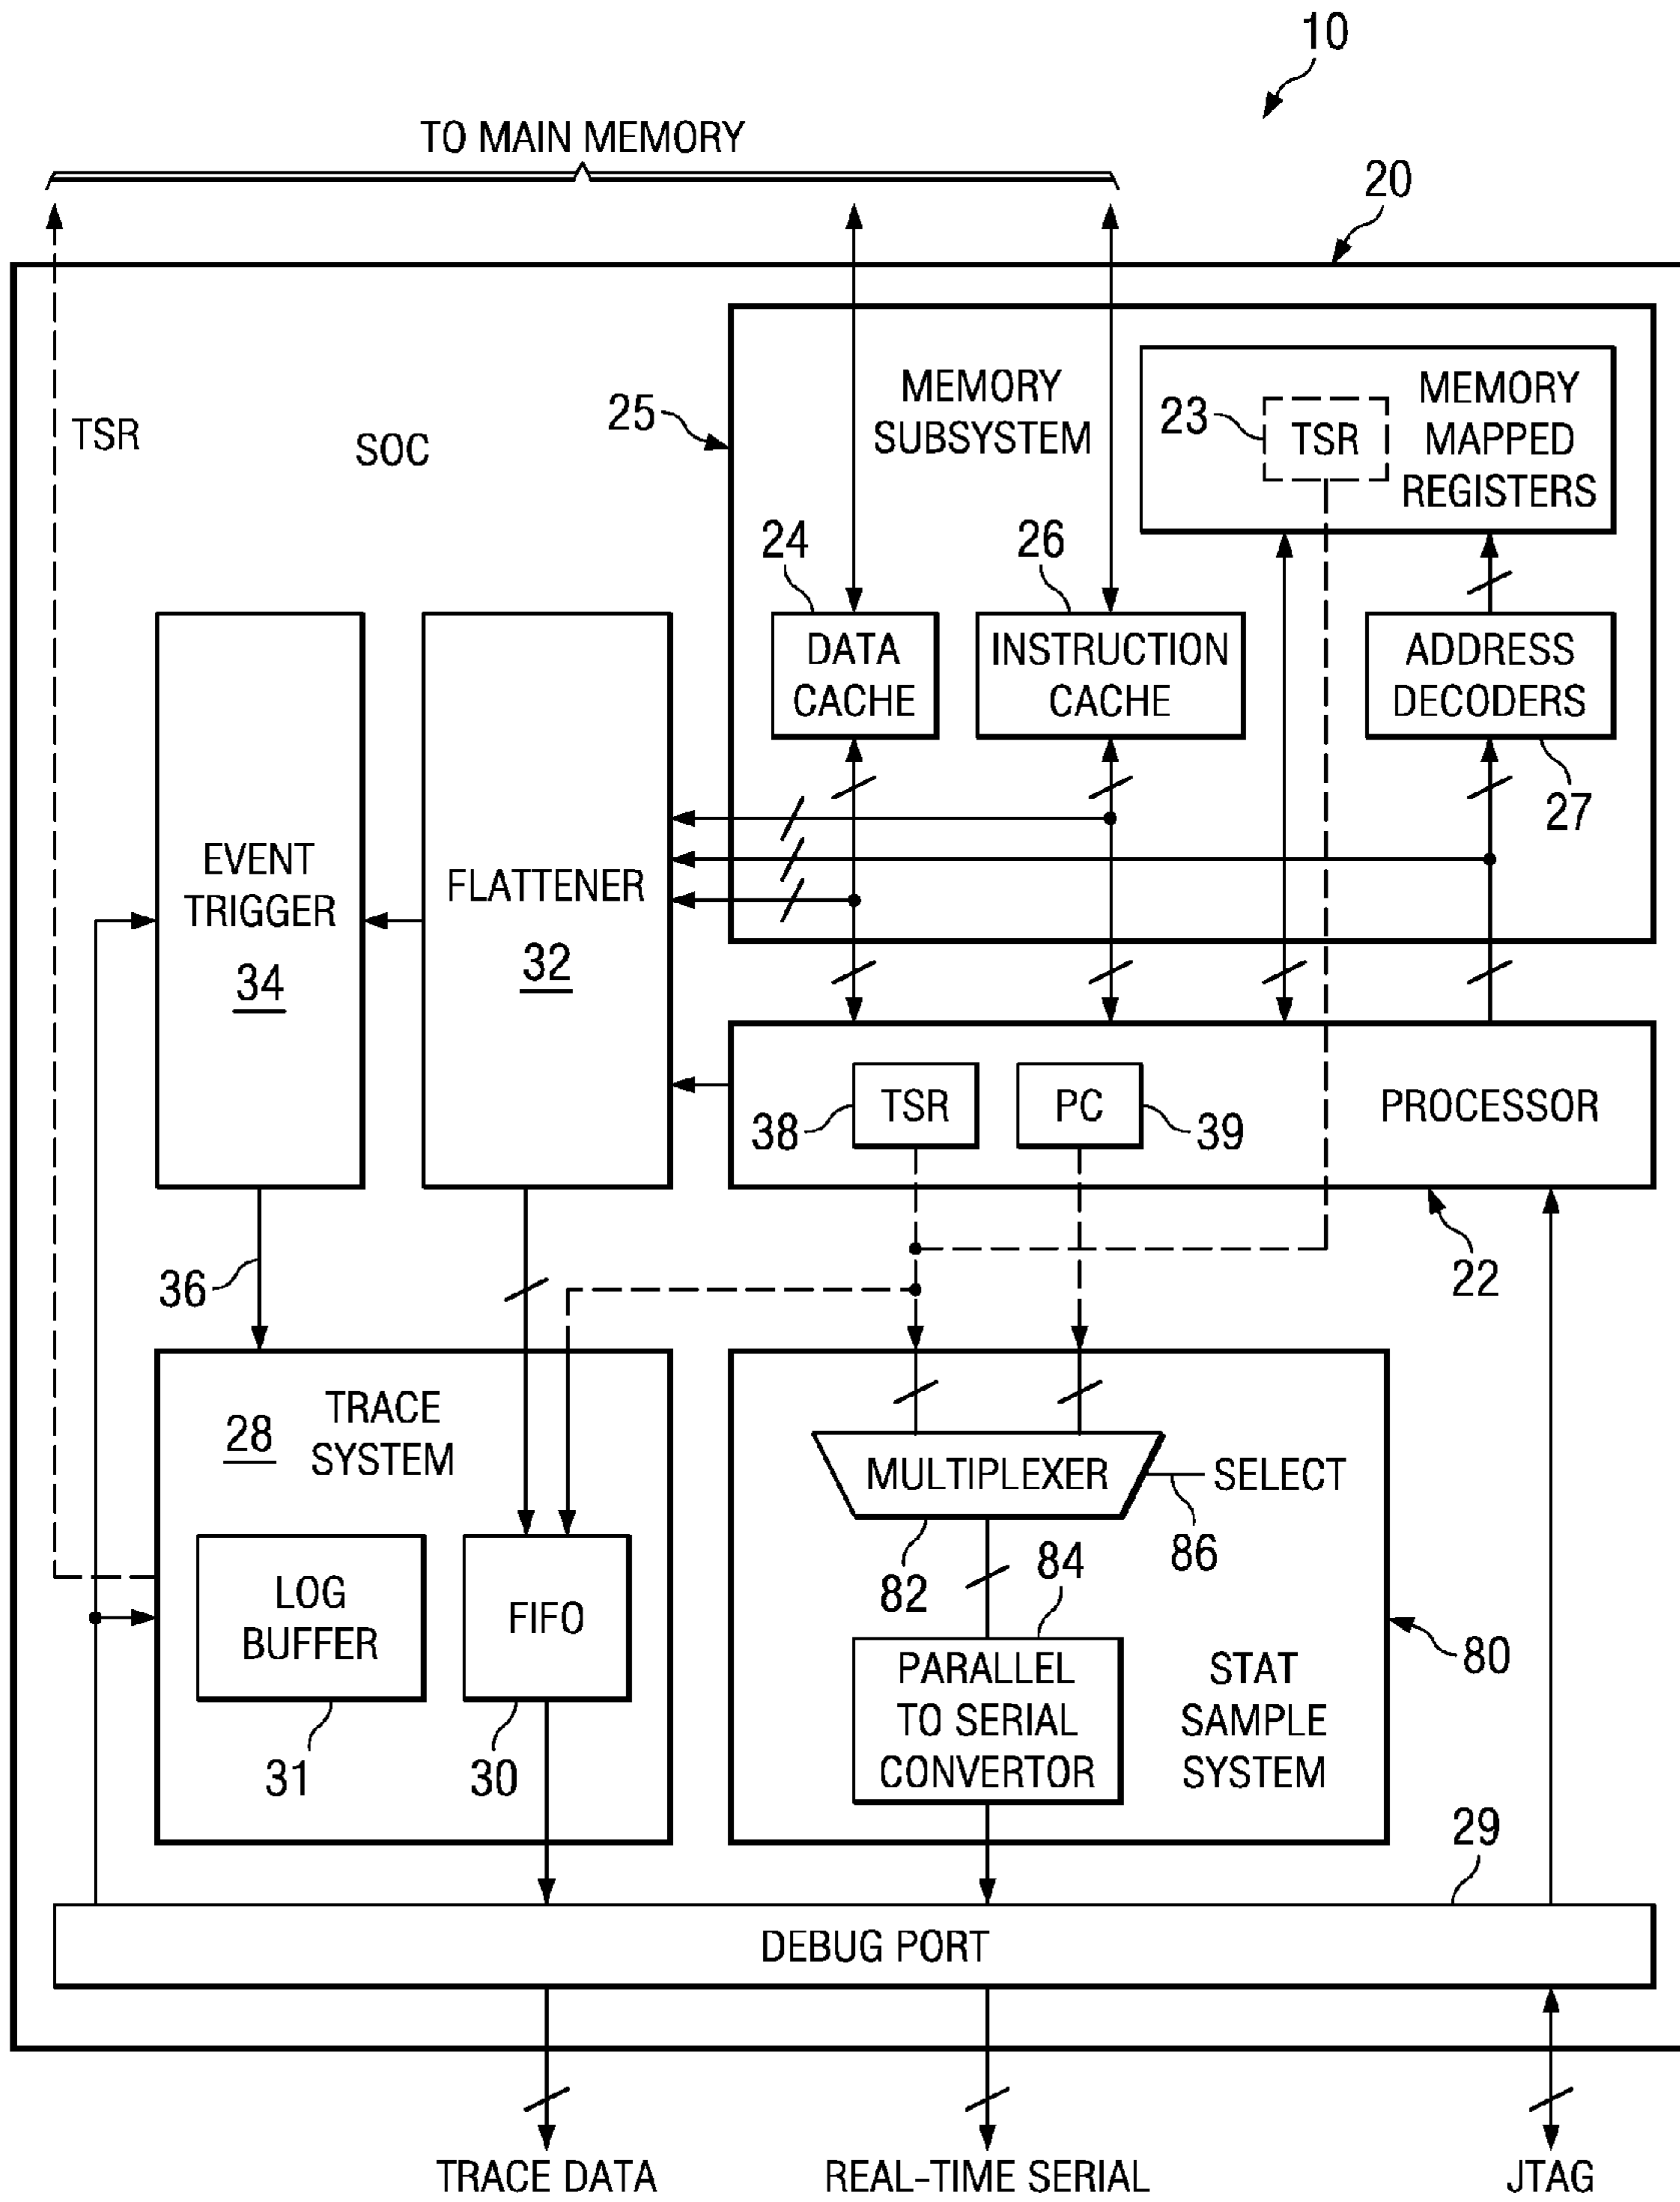 10
TO MAIN MEMORY
20
TSR
SOC
25
MEMORY
SUBSYSTEM
23
TSR
MEMORY
MAPPED
REGISTERS
24
26
DATA
CACHE
INSTRUCTION
CACHE
ADDRESS
DECODERS
27
EVENT
TRIGGER
34
FLATTENER
32
38
TSR
PC
39
PROCESSOR
22
36
28
TRACE
SYSTEM
MULTIPLEXER
SELECT
86
82
84
LOG
BUFFER
31
FIFO
30
PARALLEL
TO SERIAL
CONVERTOR
STAT
SAMPLE
SYSTEM
80
29
DEBUG PORT
TRACE DATA
REAL-TIME SERIAL
JTAG